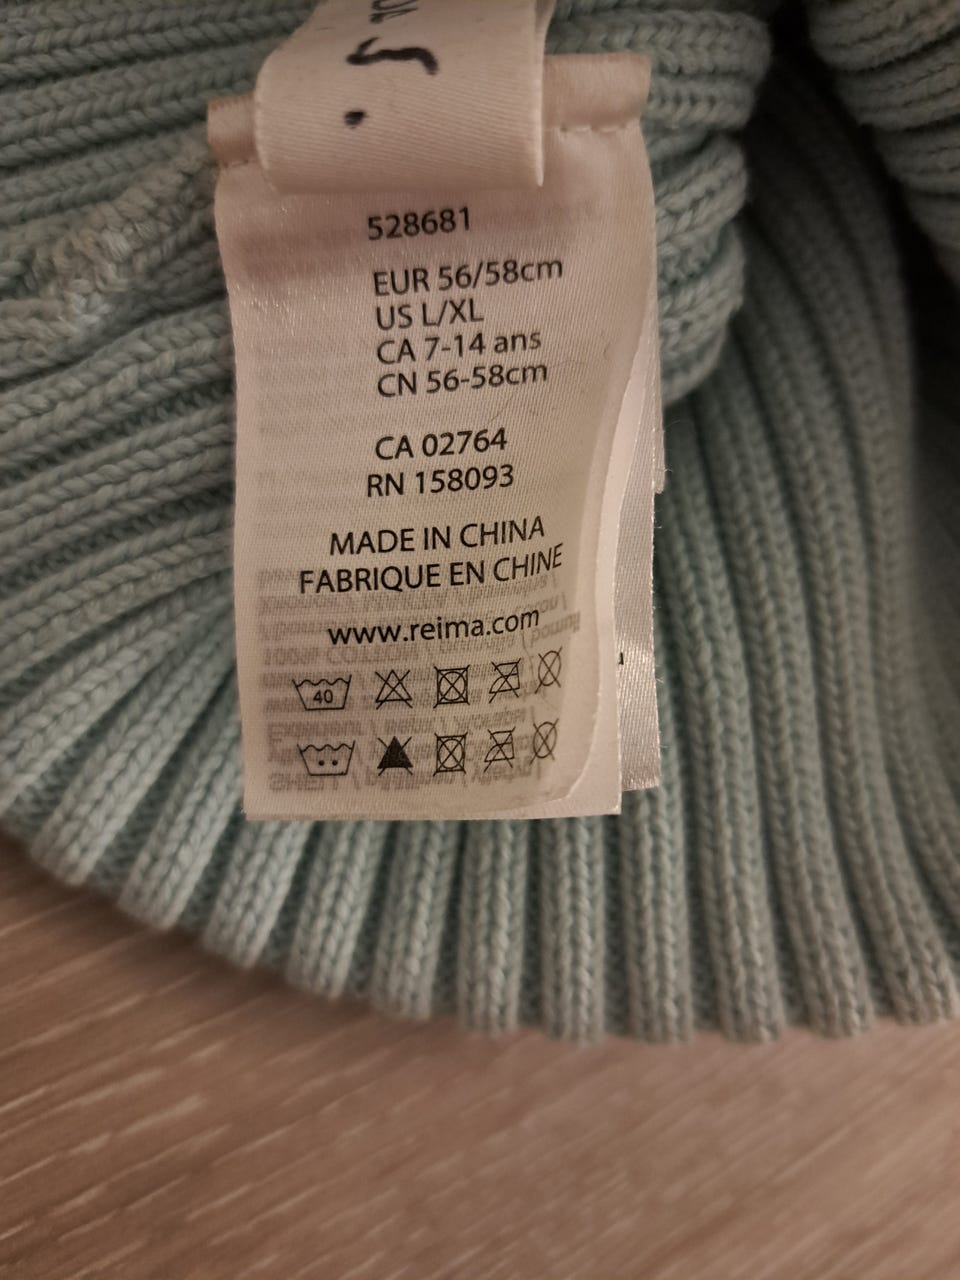 528681
EUR 56/58cm
US L/XL
CA 7-14 ans
CN 56-58cm
CA 02764
RN 158093
MADE IN CHINA
FABRIQUE EN CHINE
www.reima.com
40